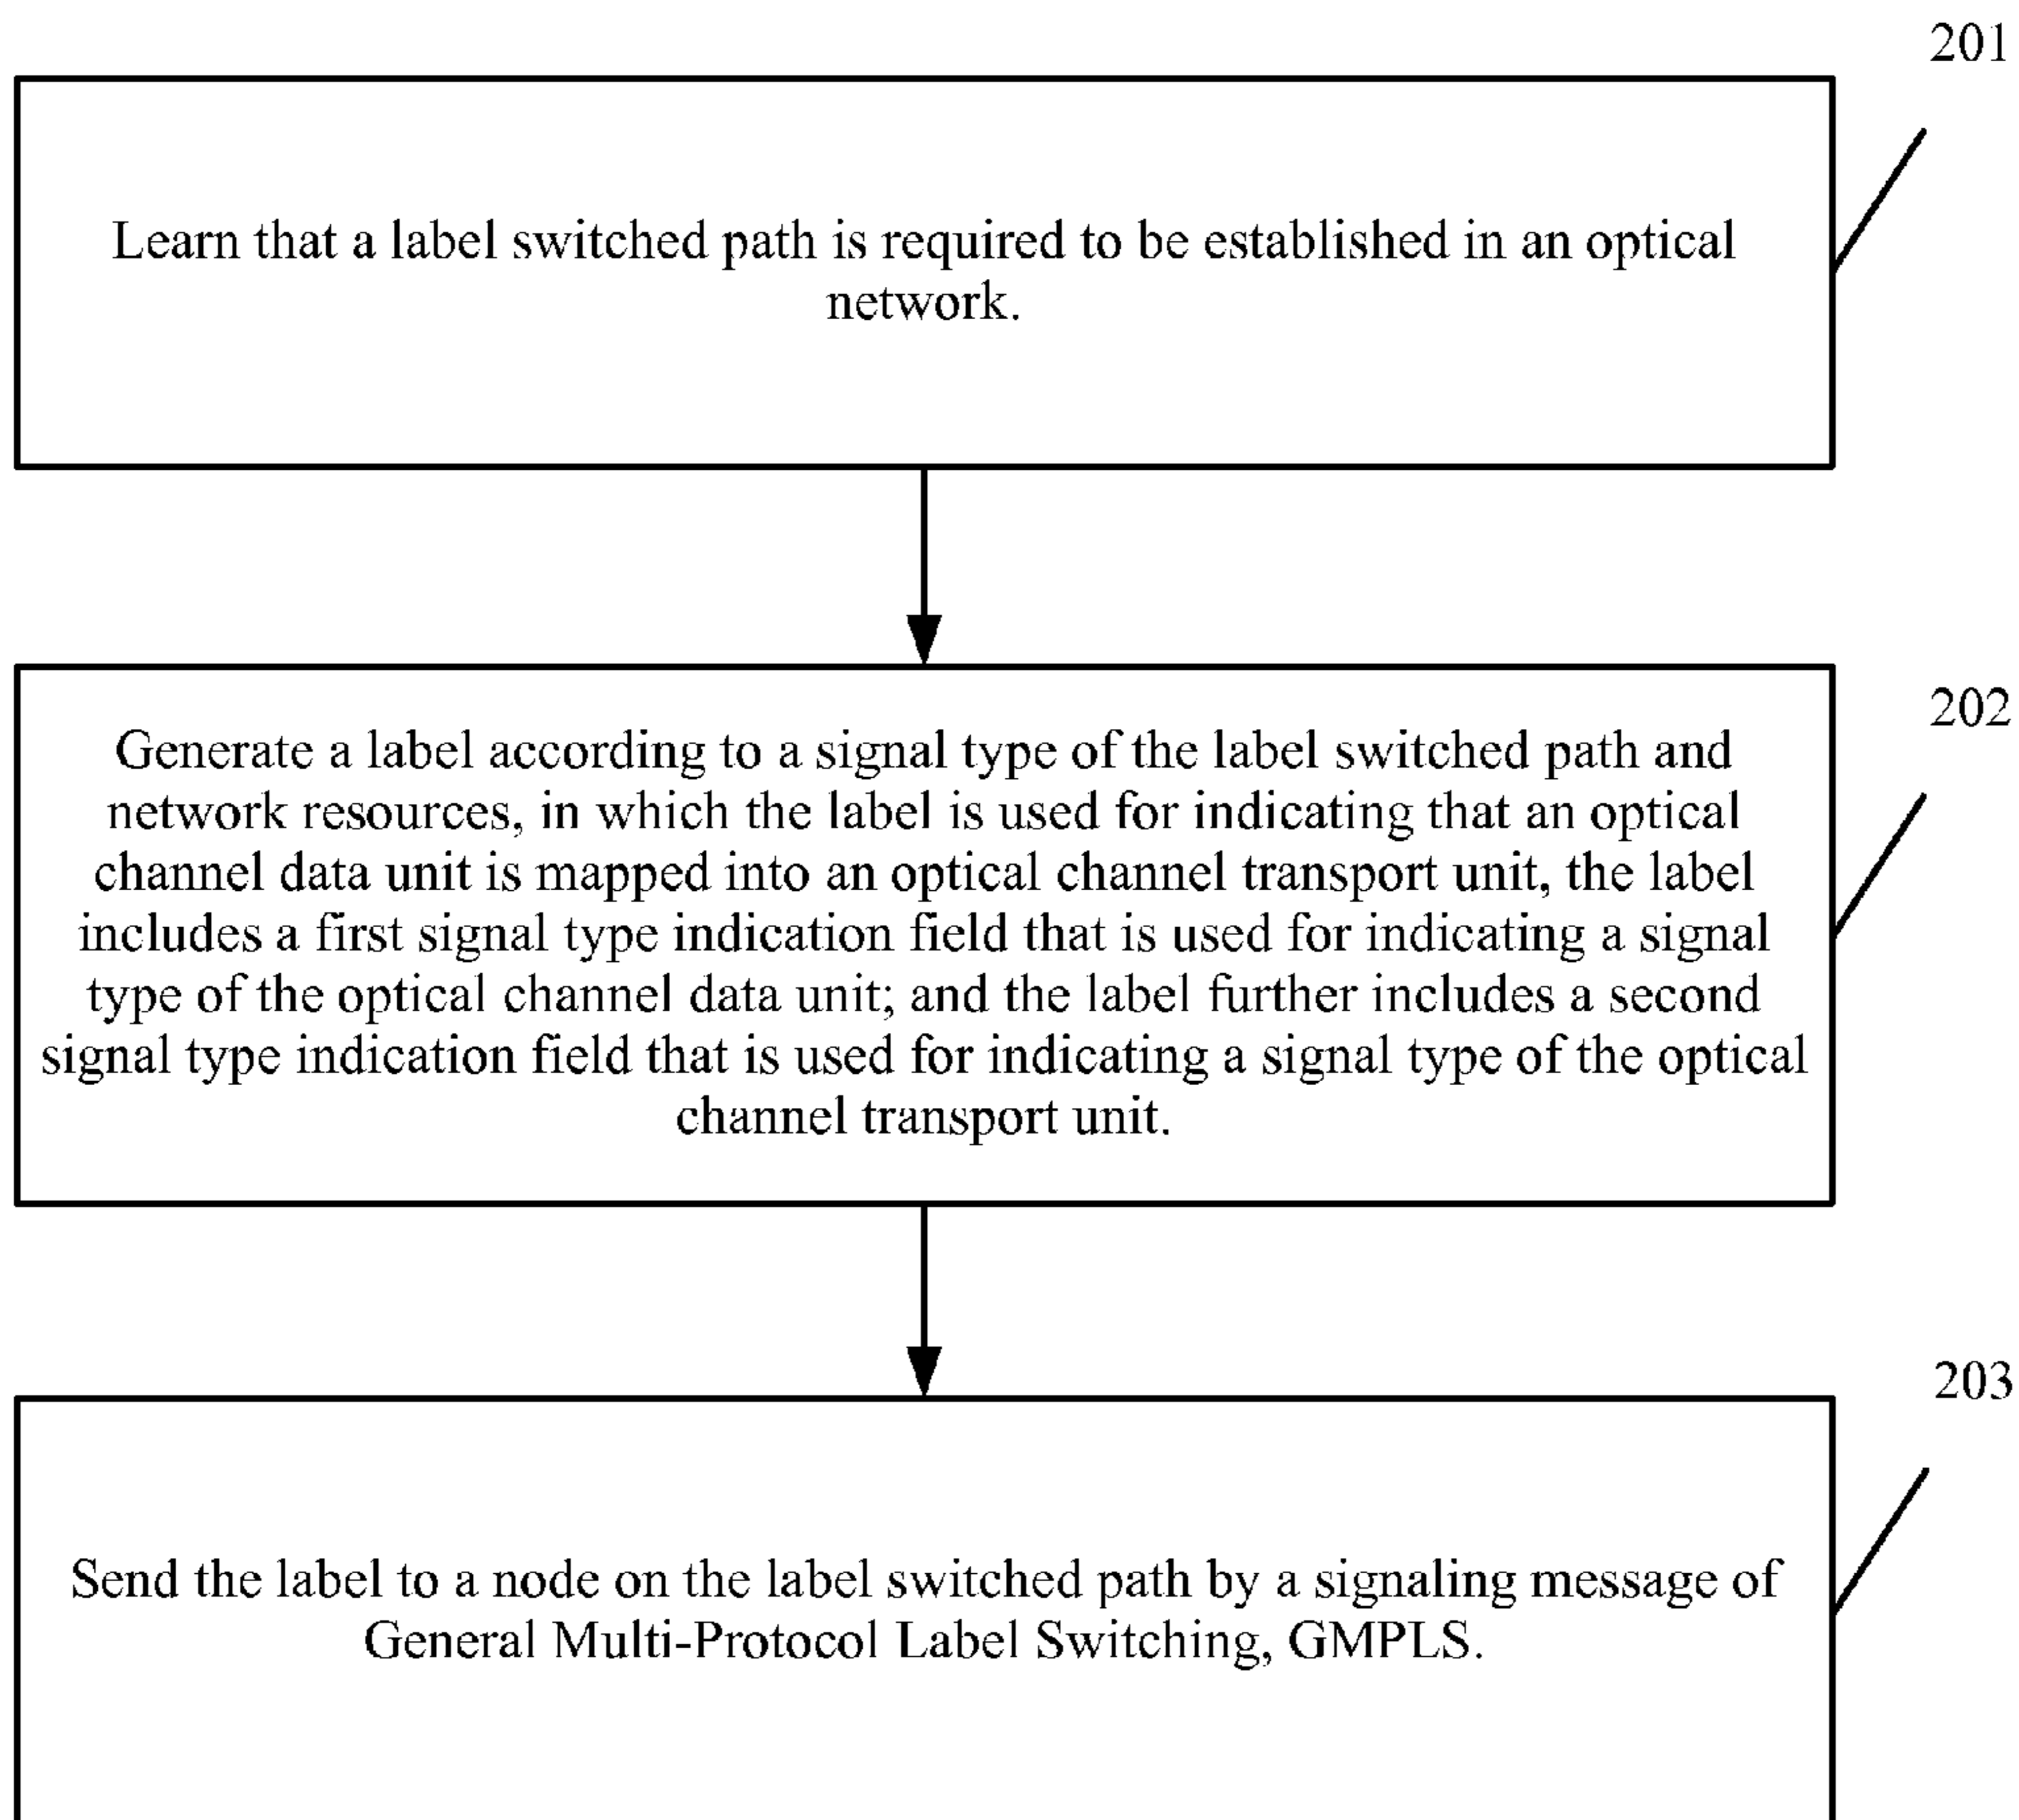 201
Learn that a label switched path is required to be established in an optical
network.
202
Generate a label according to a signal type of the label switched path and
network resources, in which the label is used for indicating that an optical
channel data unit is mapped into an optical channel transport unit, the label
includes a first signal type indication field that is used for indicating a signal
type of the optical channel data unit; and the label further includes a second
signal type indication field that is used for indicating a signal type of the optical
channel transport unit.
203
Send the label to a node on the label switched path by a signaling message of
General Multi-Protocol Label Switching, GMPLS.